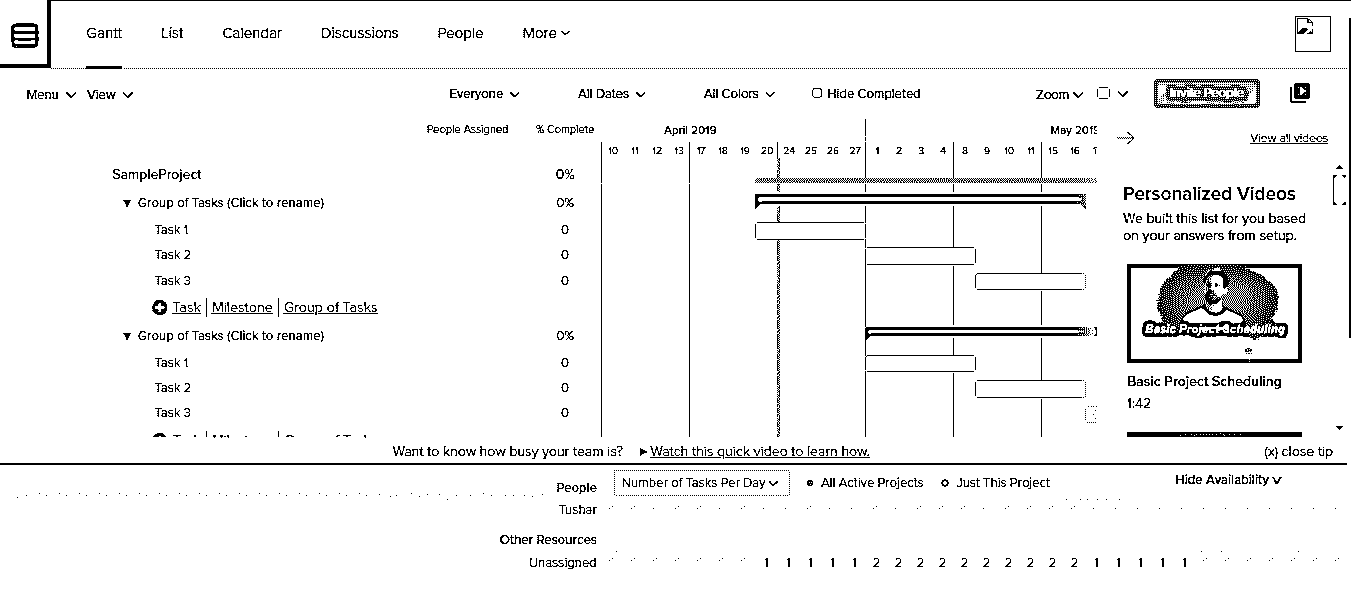 Gantt List Calendar Discussions People More
Menu View Everyone All Dates All Colors Hide Completed Zoom Invite People
People Assigned % Complete April 2019 May 2019
View all videos
10 11 12 13 17 18 19 20 24 25 26 27 1 2 3 4 8 9 10 11 15 16
SampleProject 0%
Group of Tasks (Click to rename) 0%
Task 1 0
Task 2 0
Task 3 0
Task Milestone Group of Tasks
Group of Tasks (Click to rename) 0%
Task 1 0
Task 2 0
Task 3 0
Personalized Videos
We built this list for you based
on your answers from setup.
Basic Project Scheduling
Basic Project Scheduling
1:42
Want to know how busy your team is? Watch this quick video to learn how. (x) close tip
People Number of Tasks Per Day All Active Projects Just This Project Hide Availability
Tushar
Other Resources
Unassigned 1 1 1 1 1 2 2 2 2 2 2 2 2 2 2 1 1 1 1 1